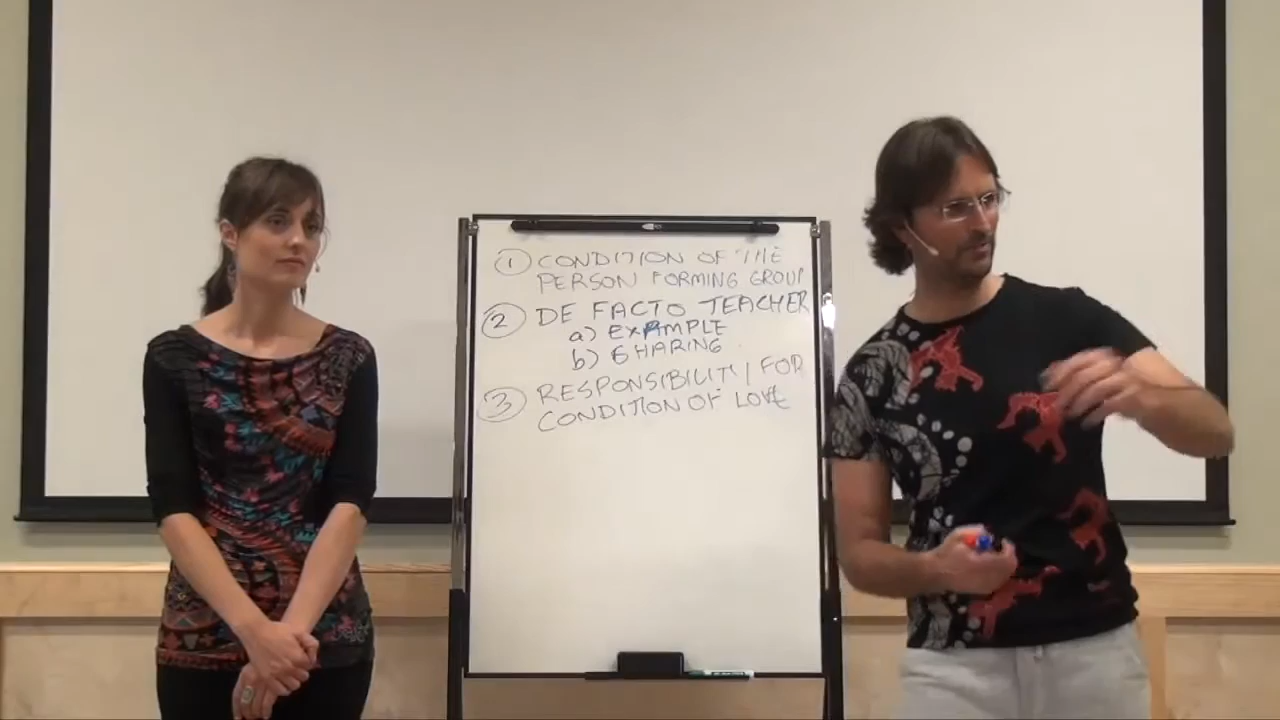 ① CONDITION OF THE
PERSON FORMING GROUP
② DE FACTO TEACHER
a) EXAMPLE
b) SHARING
③ RESPONSIBILITY FOR
CONDITION OF LOVE